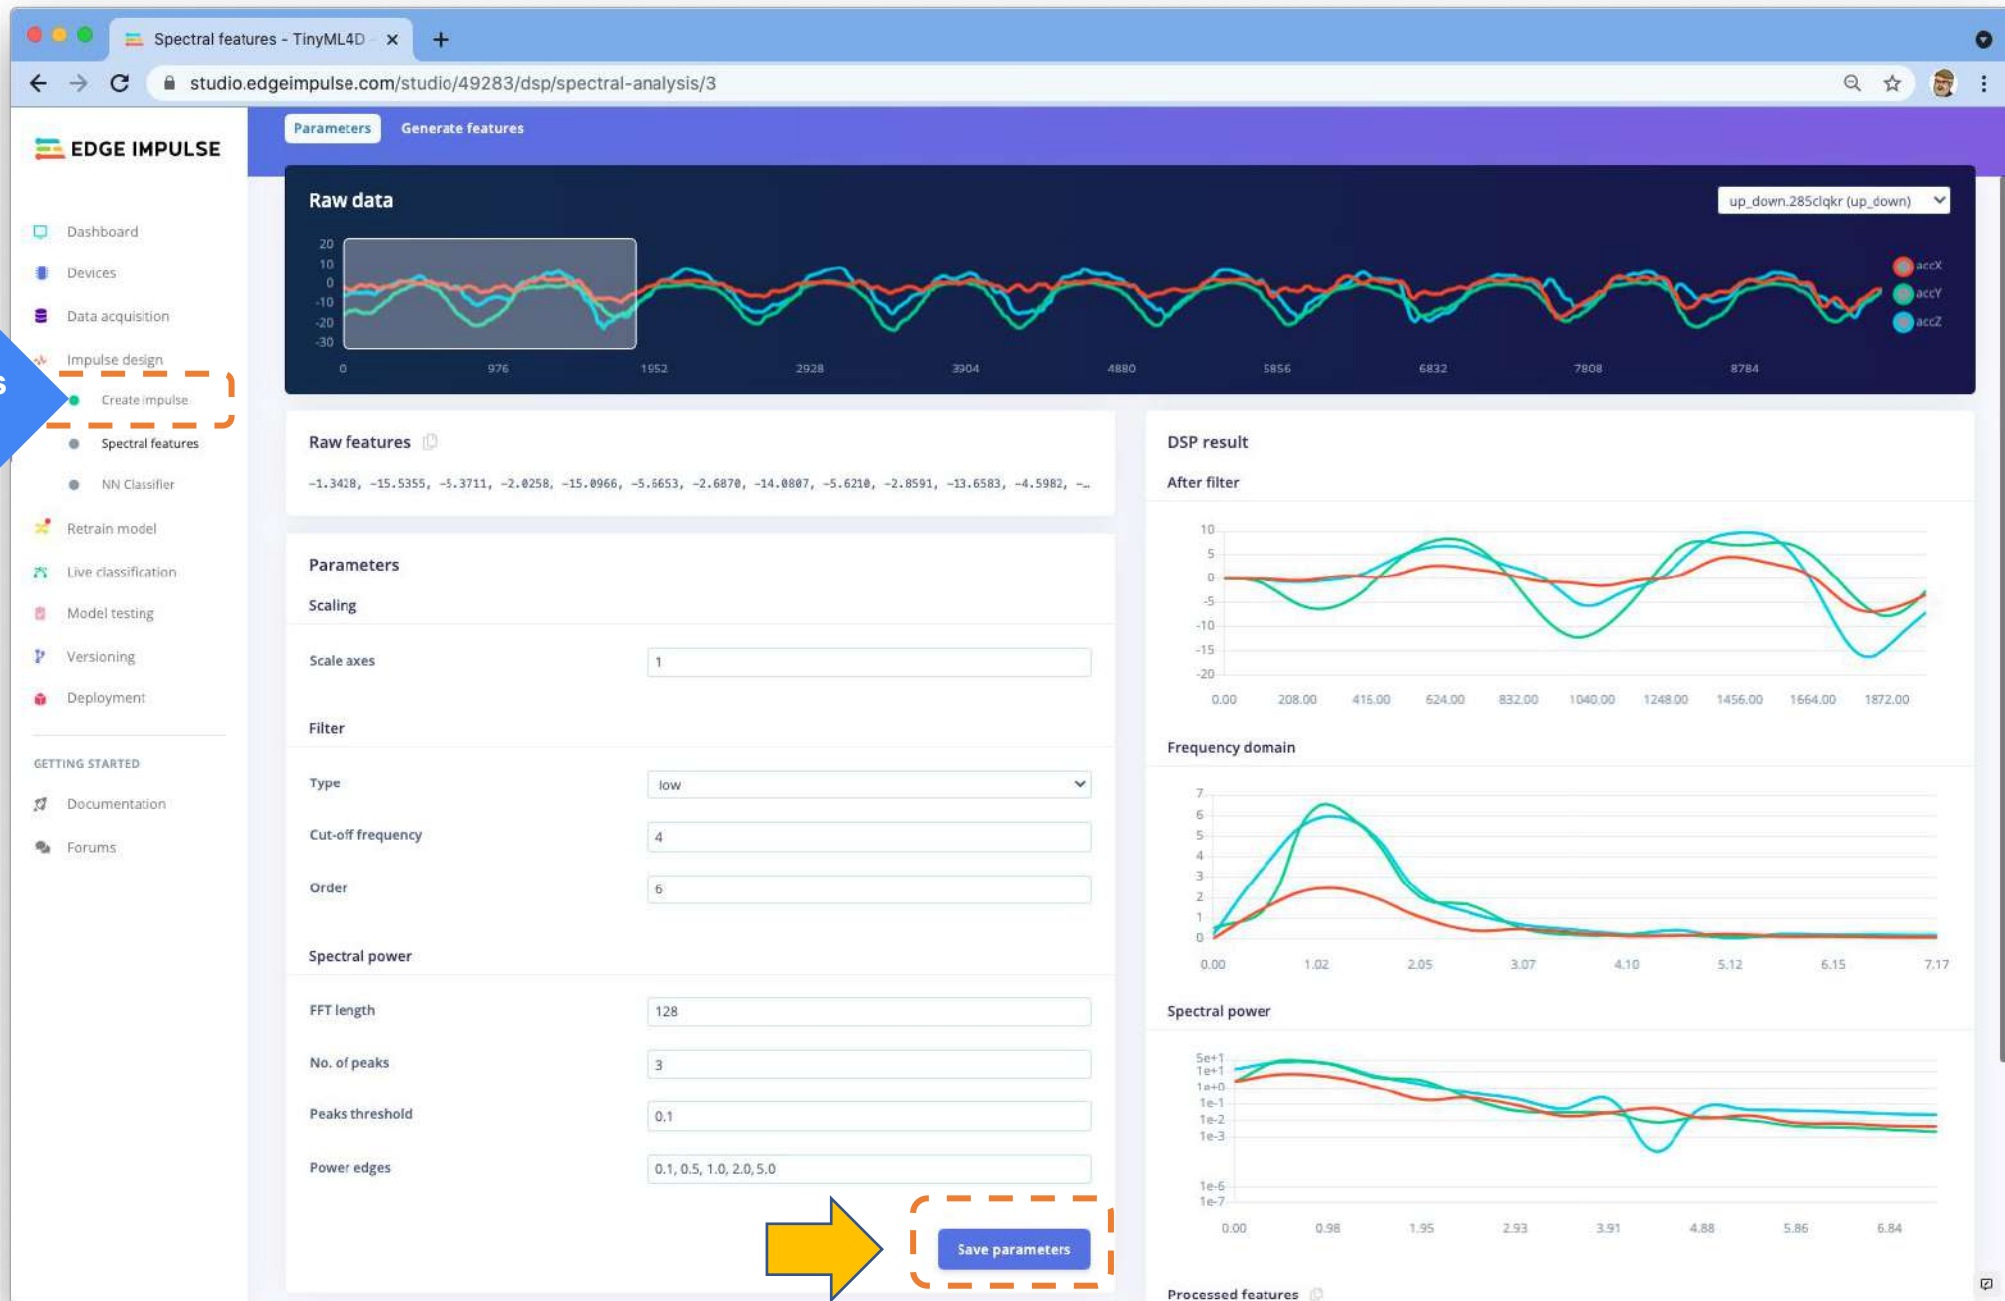 Spectral features - TinyML4D
studio.edgeimpulse.com/studio/49283/dsp/spectral-analysis/3
EDGE IMPULSE
Parameters Generate features
Dashboard
Devices
Data acquisition
Impulse design
s
Create impulse
Spectral features
NN Classifier
Retrain model
Live classification
Model testing
Versioning
Deployment
GETTING STARTED
Documentation
Forums
Raw data
up_down.285clqkr (up_down)
20
10
0
-10
-20
-30
0 976 1952 2928 3904 4880 5856 6832 7808 8784
accX
accY
accZ
Raw features
-1.3428, -15.5355, -5.3711, -2.0258, -15.0966, -5.5653, -2.6870, -14.0807, -5.6210, -2.8591, -13.6583, -4.5982, -…
Parameters
Scaling
Scale axes 1
Filter
Type low
Cut-off frequency 4
Order 6
Spectral power
FFT length 128
No. of peaks 3
Peaks threshold 0.1
Power edges 0.1, 0.5, 1.0, 2.0, 5.0
Save parameters
DSP result
After filter
10
5
0
-5
-10
-15
-20
0.00 208.00 415.00 624.00 832.00 1040.00 1248.00 1456.00 1664.00 1872.00
Frequency domain
7
6
5
4
3
2
1
0
0.00 1.02 2.05 3.07 4.10 5.12 6.15 7.17
Spectral power
5e+1
1e+1
1e+0
1e-1
1e-2
1e-3
1e-6
1e-7
0.00 0.98 1.95 2.93 3.91 4.88 5.86 6.84
Processed features